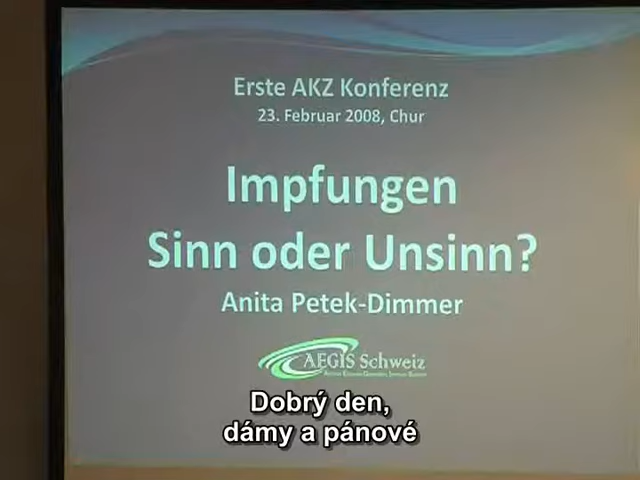 Erste AKZ Konferenz
23. Februar 2008, Chur
Impfungen
Sinn oder Unsinn?
Anita Petek-Dimmer
AEGIS Schweiz
Dobrý den,
dámy a pánové